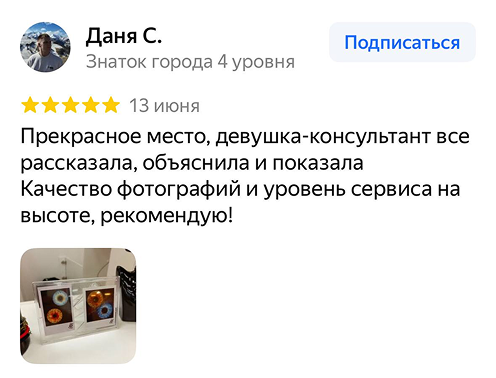 Даня С.
Подписаться
Знаток города 4 уровня
13 июня
Прекрасное место, девушка-консультант все
рассказала, объяснила и показала
Качество фотографий и уровень сервиса на
высоте, рекомендую!